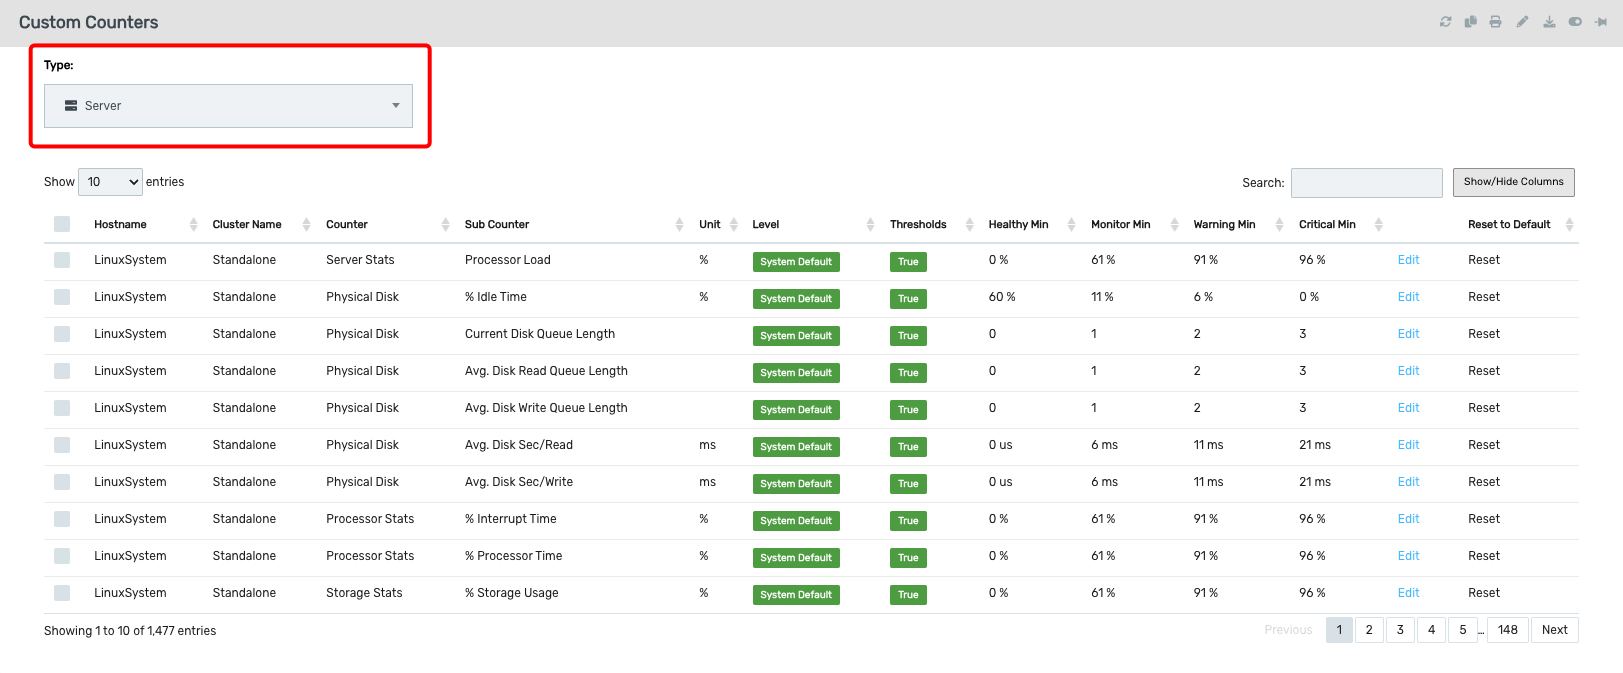 Custom Counters
Type:
Server
Show 10 entries Search: Show/Hide Columns
Hostname Cluster Name Counter Sub Counter Unit Level Thresholds Healthy Min Monitor Min Warning Min Critical Min Reset to Default
LinuxSystem Standalone Server Stats Processor Load % System Default True 0 % 61 % 91 % 96 % Edit Reset
LinuxSystem Standalone Physical Disk % Idle Time % System Default True 60 % 11 % 6 % 0 % Edit Reset
LinuxSystem Standalone Physical Disk Current Disk Queue Length System Default True 0 1 2 3 Edit Reset
LinuxSystem Standalone Physical Disk Avg. Disk Read Queue Length System Default True 0 1 2 3 Edit Reset
LinuxSystem Standalone Physical Disk Avg. Disk Write Queue Length System Default True 0 1 2 3 Edit Reset
LinuxSystem Standalone Physical Disk Avg. Disk Sec/Read ms System Default True 0 us 6 ms 11 ms 21 ms Edit Reset
LinuxSystem Standalone Physical Disk Avg. Disk Sec/Write ms System Default True 0 us 6 ms 11 ms 21 ms Edit Reset
LinuxSystem Standalone Processor Stats % Interrupt Time % System Default True 0 % 61 % 91 % 96 % Edit Reset
LinuxSystem Standalone Processor Stats % Processor Time % System Default True 0 % 61 % 91 % 96 % Edit Reset
LinuxSystem Standalone Storage Stats % Storage Usage % System Default True 0 % 61 % 91 % 96 % Edit Reset
Showing 1 to 10 of 1,477 entries Previous 1 2 3 4 5 … 148 Next